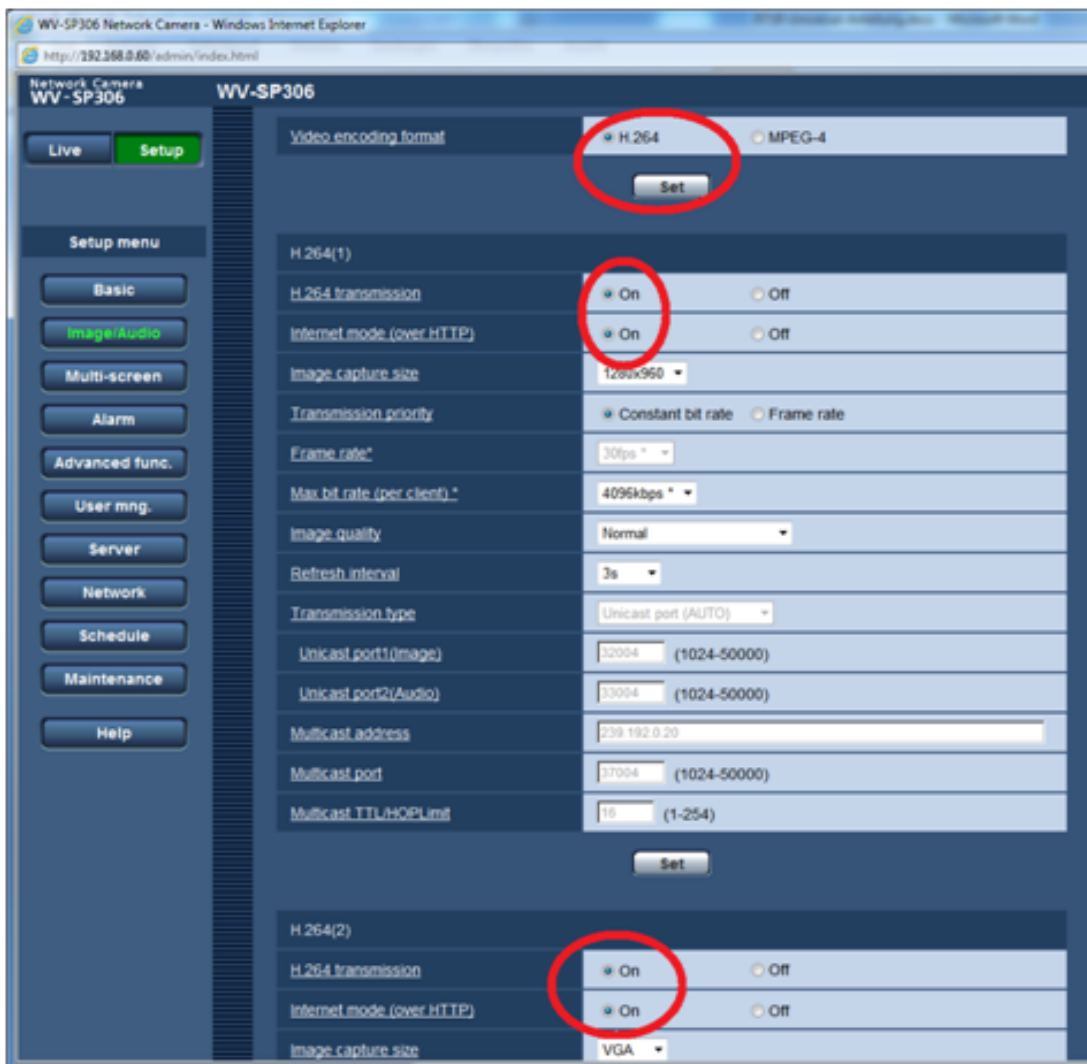 WV-SP306 Network Camera - Windows Internet Explorer
http://192.168.0.60/admin/index.html
Network Camera
WV-SP306
WV-SP306
Live
Setup
Video encoding format
H.264
MPEG-4
Set
Setup menu
Basic
Image/Audio
Multi-screen
Alarm
Advanced func.
User mng.
Server
Network
Schedule
Maintenance
Help
H.264(1)
H.264 transmission
On
Off
Internet mode (over HTTP)
On
Off
Image capture size
1280x960
Transmission priority
Constant bit rate
Frame rate
Frame rate*
30fps *
Max bit rate (per client) *
4096kbps *
Image quality
Normal
Refresh interval
3s
Transmission type
Unicast port (AUTO)
Unicast port1(Image)
32004 (1024-50000)
Unicast port2(Audio)
33004 (1024-50000)
Multicast address
239.192.0.20
Multicast port
37004 (1024-50000)
Multicast TTL/HOPLimit
16 (1-254)
Set
H.264(2)
H.264 transmission
On
Off
Internet mode (over HTTP)
On
Off
Image capture size
VGA